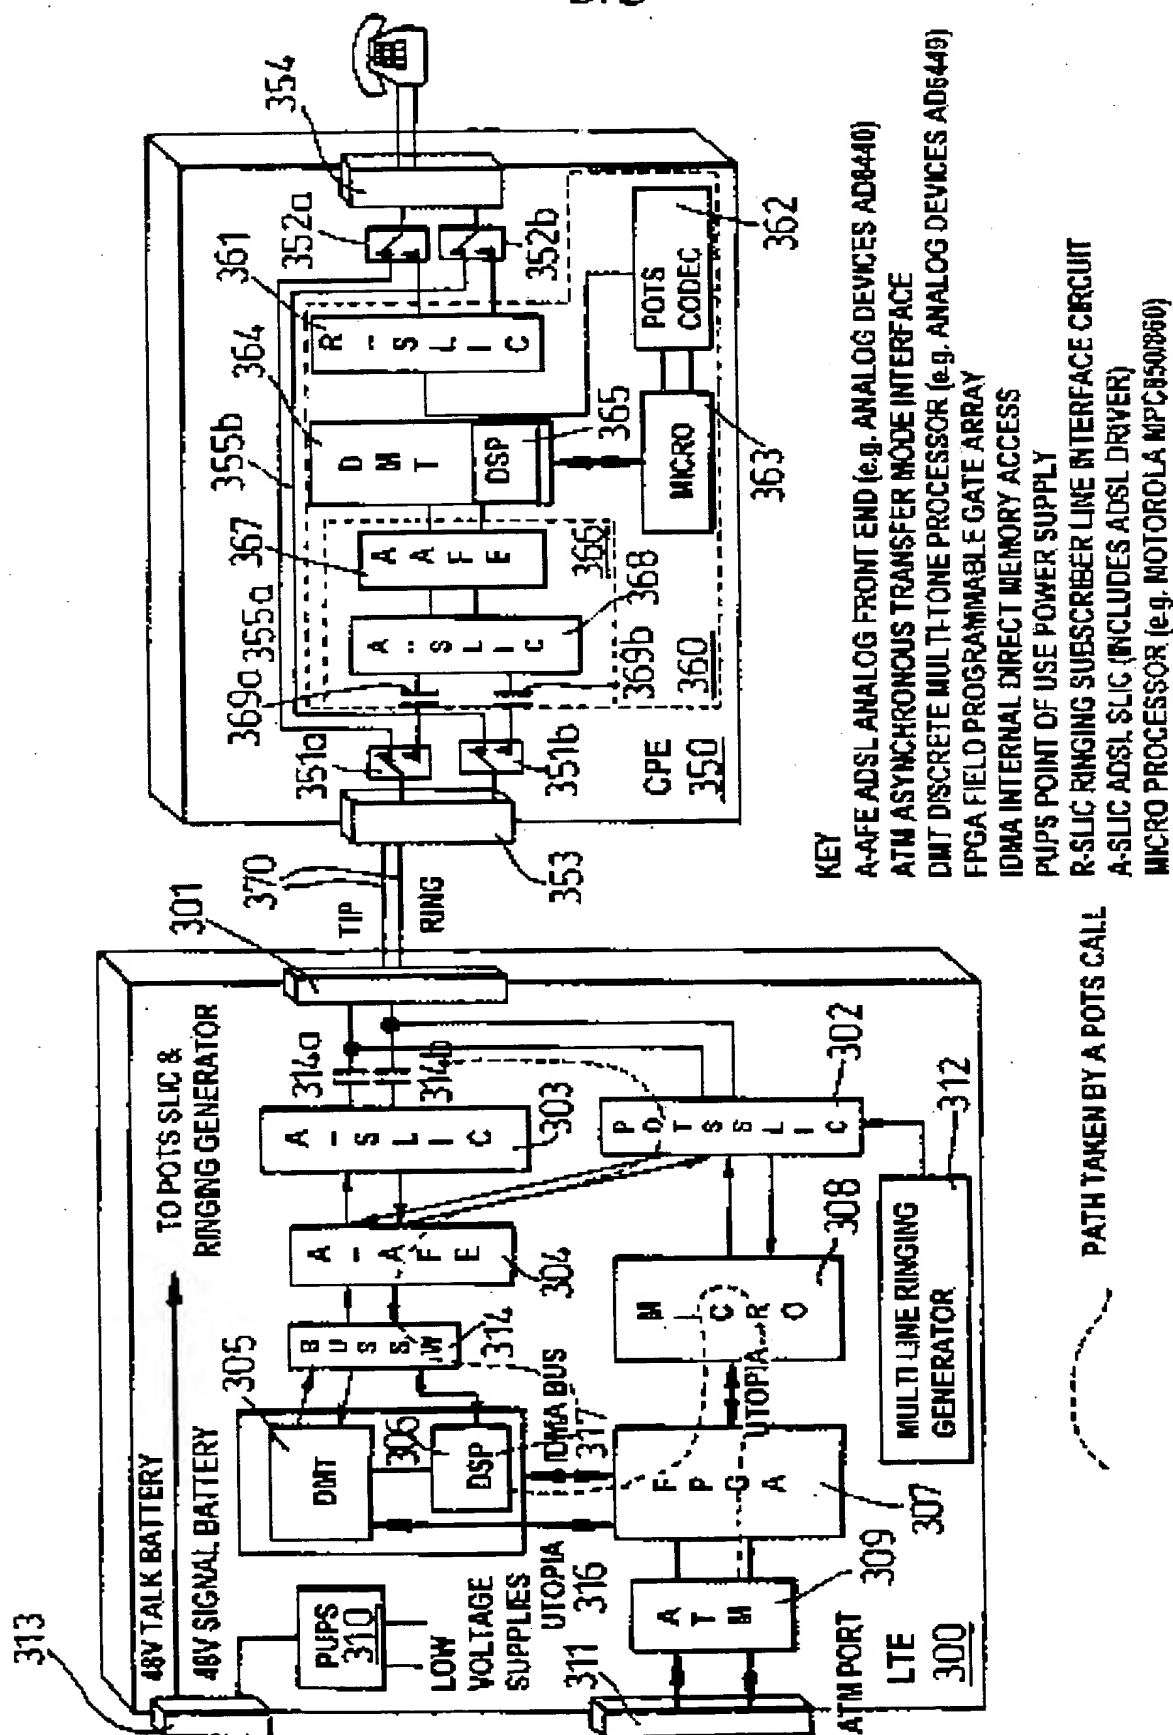 313
48V TALK BATTERY
48V SIGNAL BATTERY
TO POTS SLIC &
RINGING GENERATOR
301
TIP
RING
370
PUPS
310
LOW
VOLTAGE
SUPPLIES
305
DMT
306
DSP
BUS SW
314
A-AFE
304
A-SLIC
303
314a
314b
UTOPIA
316
IDMA BUS
317
FPGA
307
UTOPIA
MICRO
308
POTS SLIC
302
311
ATM
309
ATM PORT
LTE
300
MULTI LINE RINGING
GENERATOR
312
353
351a
351b
369a
369b
355a
355b
367
A-SLIC
368
A-AFE
366
364
DMT
DSP
365
361
R-SLIC
352a
352b
354
MICRO
363
POTS
CODEC
362
360
CPE
350
KEY
A-AFE ADSL ANALOG FRONT END (e.g. ANALOG DEVICES AD6440)
ATM ASYNCHRONOUS TRANSFER MODE INTERFACE
DMT DISCRETE MULTI-TONE PROCESSOR (e.g. ANALOG DEVICES AD6449)
FPGA FIELD PROGRAMMABLE GATE ARRAY
IDMA INTERNAL DIRECT MEMORY ACCESS
PUPS POINT OF USE POWER SUPPLY
R-SLIC RINGING SUBSCRIBER LINE INTERFACE CIRCUIT
A-SLIC ADSL SLIC (INCLUDES ADSL DRIVER)
MICRO PROCESSOR (e.g. MOTOROLA MPC850/860)
PATH TAKEN BY A POTS CALL